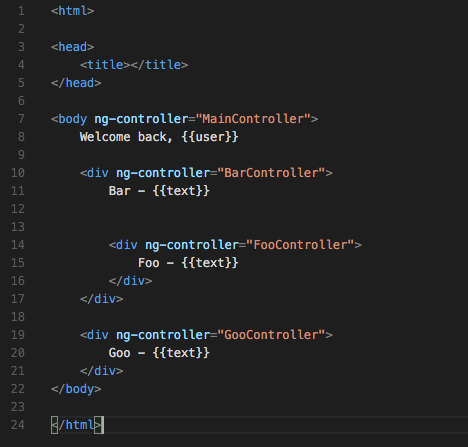 1 <html>
2
3 <head>
4     <title></title>
5 </head>
6
7 <body ng-controller="MainController">
8     Welcome back, {{user}}
9
10     <div ng-controller="BarController">
11         Bar - {{text}}
12
13
14         <div ng-controller="FooController">
15             Foo - {{text}}
16         </div>
17     </div>
18
19     <div ng-controller="GooController">
20         Goo - {{text}}
21     </div>
22 </body>
23
24 </html>